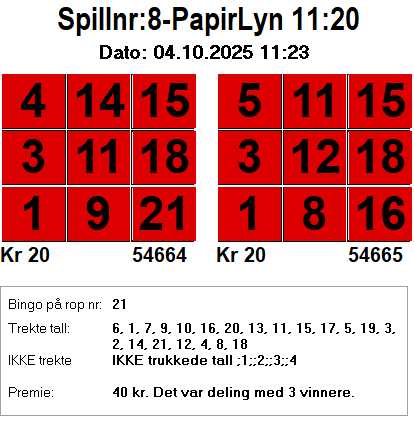 Spillnr:8-PapirLyn 11:20
Dato: 04.10.2025 11:23
4 14 15 5 11 15
3 11 18 3 12 18
1 9 21 1 8 16
Kr 20 54664 Kr 20 54665
Bingo på rop nr: 21
Trekte tall: 6, 1, 7, 9, 10, 16, 20, 13, 11, 15, 17, 5, 19, 3,
2, 14, 21, 12, 4, 8, 18
IKKE trekte IKKE trukkede tall ;1;;2;;3;;4
Premie: 40 kr. Det var deling med 3 vinnere.